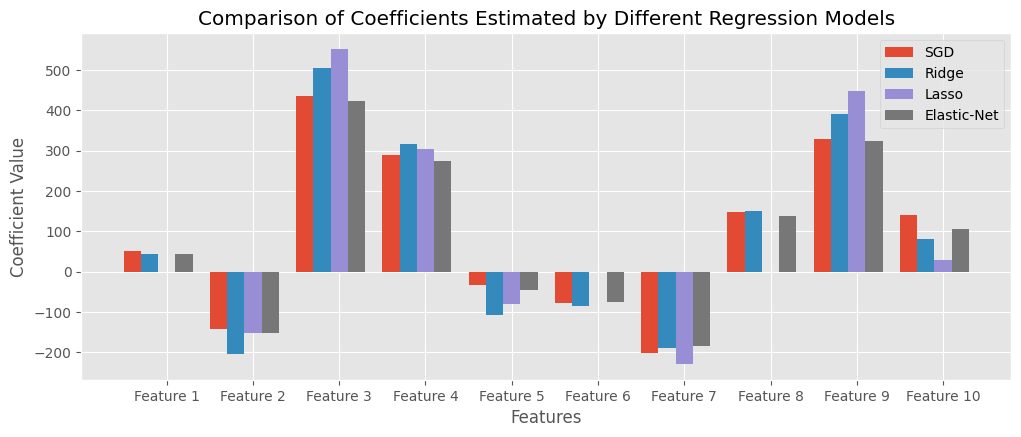 Comparison of Coefficients Estimated by Different Regression Models
SGD
Ridge
Lasso
Elastic-Net
Coefficient Value
500
400
300
200
100
0
−100
−200
Feature 1 Feature 2 Feature 3 Feature 4 Feature 5 Feature 6 Feature 7 Feature 8 Feature 9 Feature 10
Features